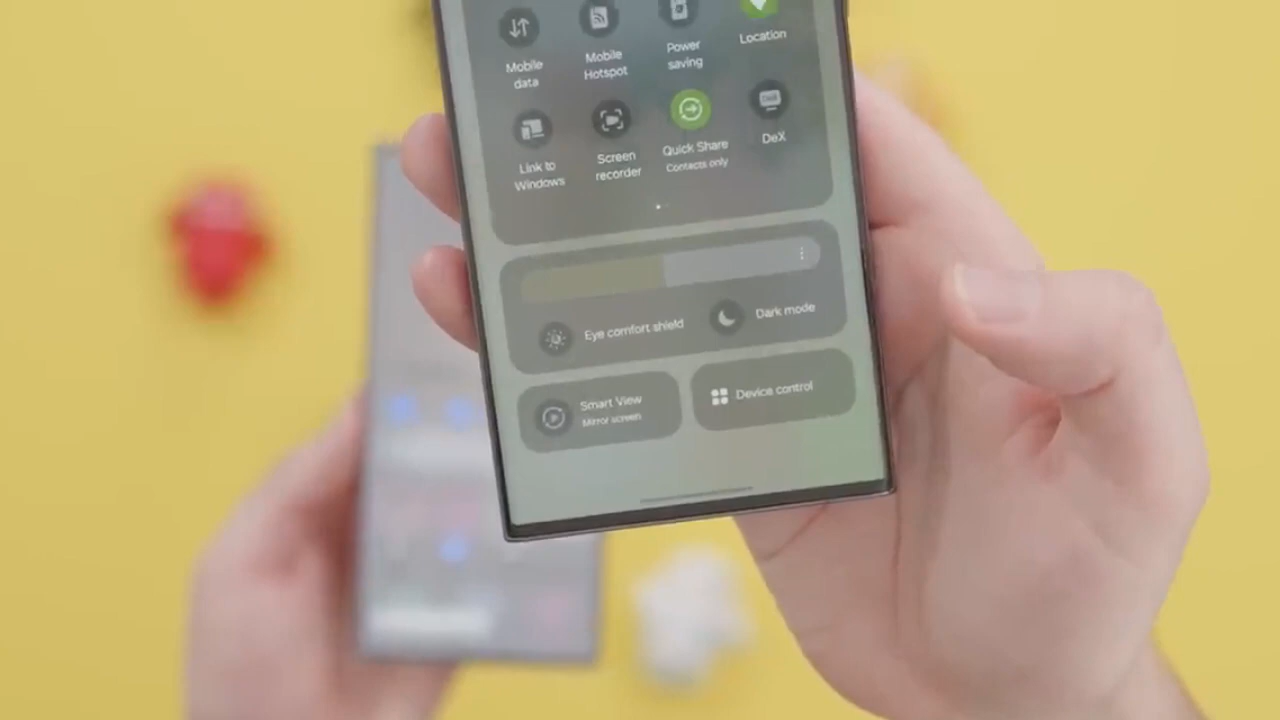 Mobile
data
Mobile
Hotspot
Power
saving
Location
Link to
Windows
Screen
recorder
Quick Share
Contacts only
DeX
DeX
Eye comfort shield
Dark mode
Smart View
Mirror screen
Device control